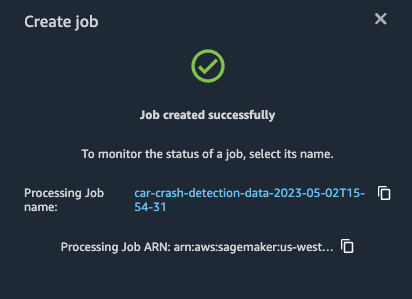 Create job
Job created successfully
To monitor the status of a job, select its name.
Processing Job name:
car-crash-detection-data-2023-05-02T15-54-31
Processing Job ARN: arn:aws:sagemaker:us-west...